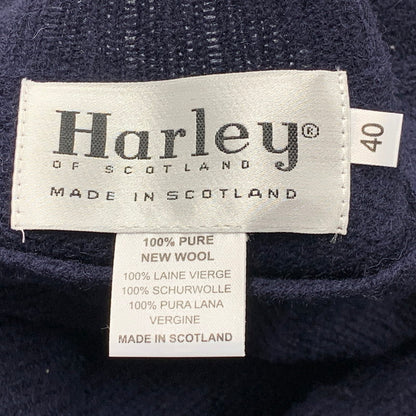 Harley®
OF SCOTLAND
MADE IN SCOTLAND
40
100% PURE
NEW WOOL
100% LAINE VIERGE
100% SCHURWOLLE
100% PURA LANA
VERGINE
MADE IN SCOTLAND